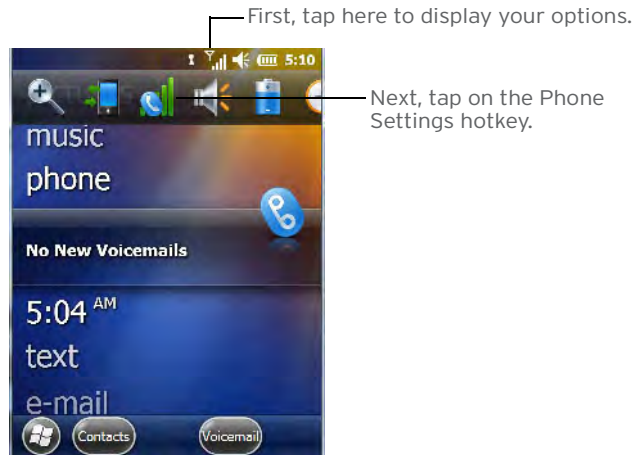 First, tap here to display your options.
5:10
Next, tap on the Phone
Settings hotkey.
music
phone
No New Voicemails
5:04 AM
text
e-mail
Contacts
Voicemail